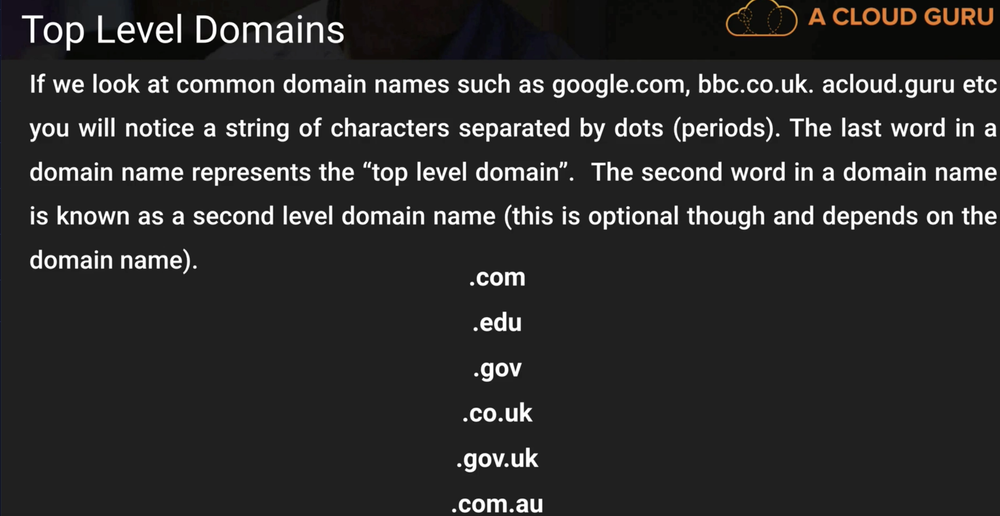 Top Level Domains
A CLOUD GURU
If we look at common domain names such as google.com, bbc.co.uk. acloud.guru etc
you will notice a string of characters separated by dots (periods). The last word in a
domain name represents the “top level domain”.  The second word in a domain name
is known as a second level domain name (this is optional though and depends on the
domain name).
.com
.edu
.gov
.co.uk
.gov.uk
.com.au